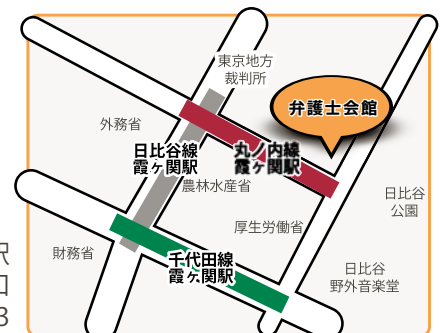 東京地方
裁判所
弁護士会館
外務省
日比谷線
霞ヶ関駅
丸ノ内線
霞ヶ関駅
農林水産省
日比谷
公園
厚生労働省
財務省
千代田線
霞ヶ関駅
日比谷
野外音楽堂
駅
口
3